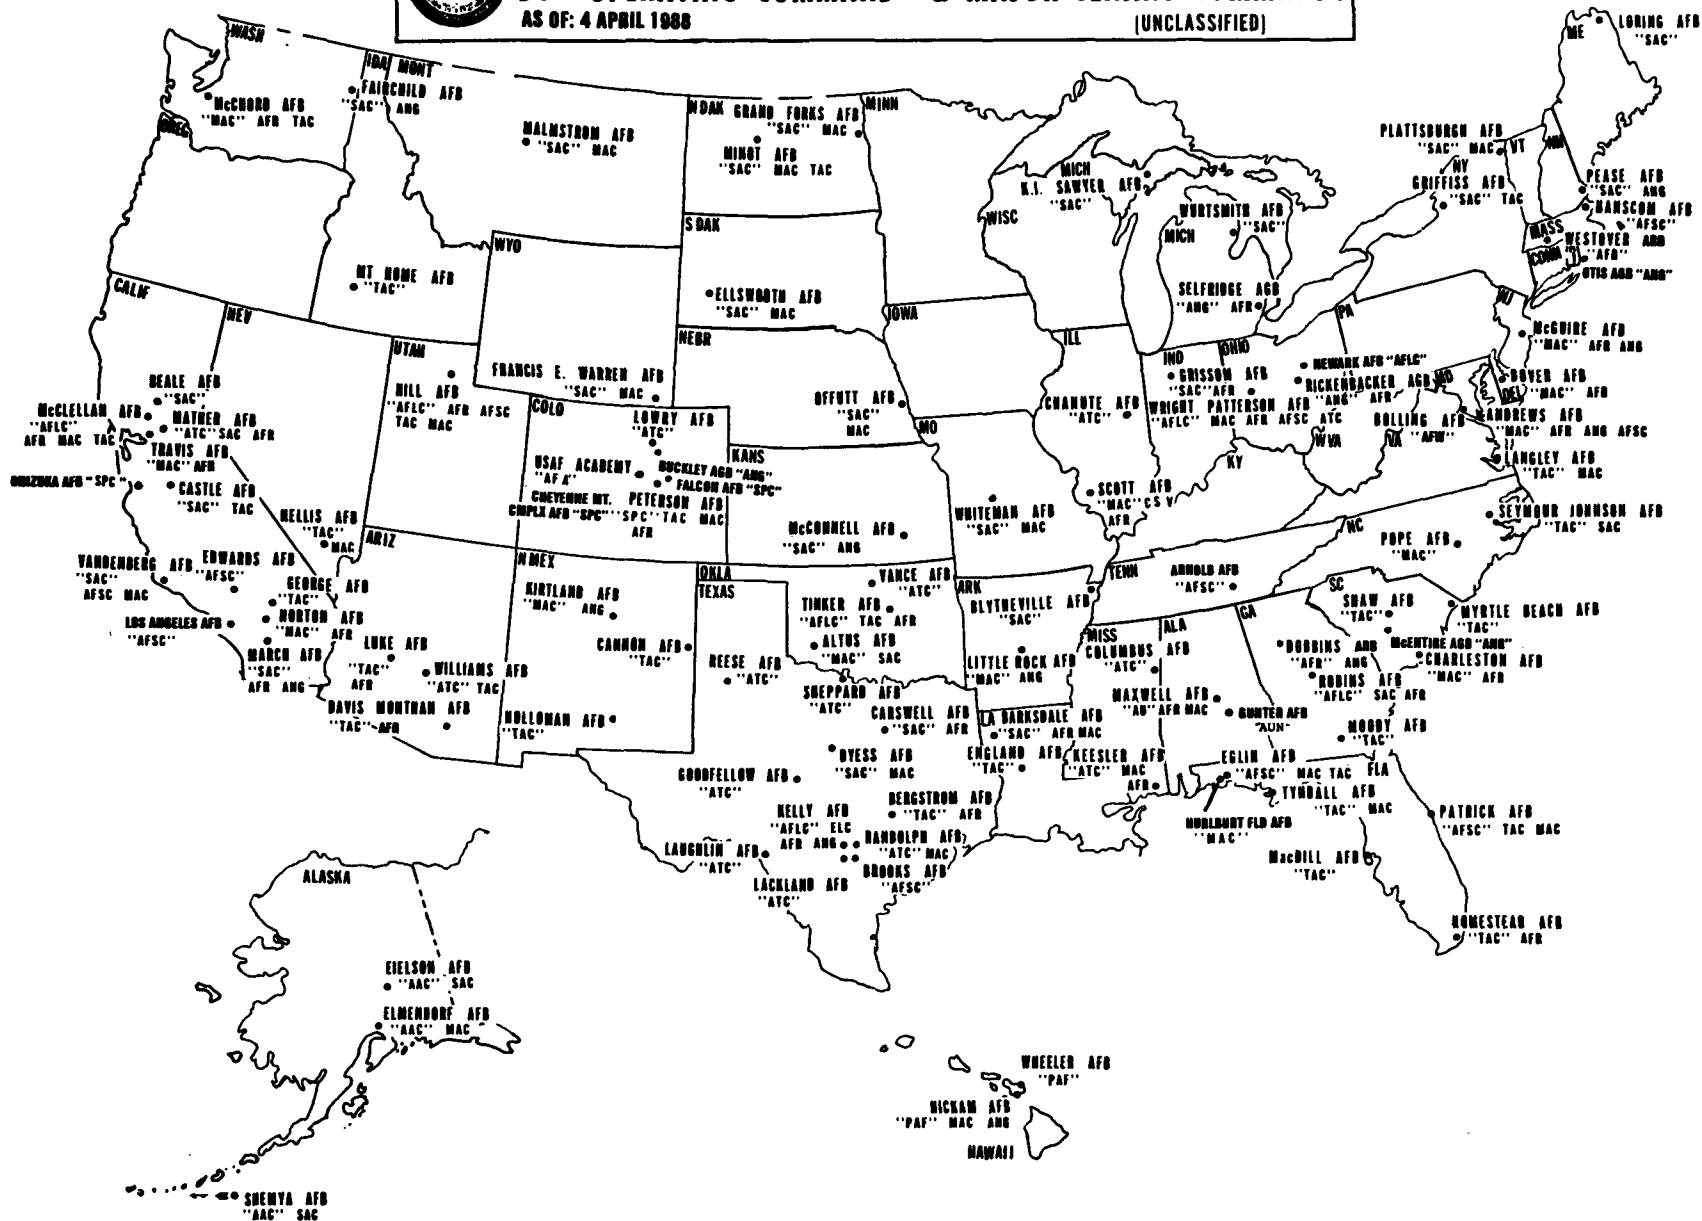 AS OF: 4 APRIL 1988
(UNCLASSIFIED)
WASH
McCHORD AFB
"MAC" AFR TAC
OREG
IDA
MONT
FAIRCHILD AFB
"SAC" ANG
MALMSTROM AFB
"SAC" MAC
N DAK
GRAND FORKS AFB
"SAC" MAC
MINOT AFB
"SAC" MAC TAC
MINN
ME
LORING AFB
"SAC"
PLATTSBURGH AFB
"SAC" MAC
VT
NH
NY
GRIFFISS AFB
"SAC" TAC
PEASE AFB
"SAC" ANG
HANSCOM AFB
"AFSC"
MASS
WESTOVER ARB
"AFR"
CONN
OTIS AGB "ANG"
MICH
K.I. SAWYER AFB
"SAC"
WISC
WURTSMITH AFB
"SAC"
MICH
SELFRIDGE AGB
"ANG" AFR
S DAK
ELLSWORTH AFB
"SAC" MAC
WYO
MT HOME AFB
"TAC"
CALIF
NEV
UTAH
HILL AFB
"AFLC" AFR AFSC
TAC MAC
FRANCIS E. WARREN AFB
"SAC" MAC
NEBR
OFFUTT AFB
"SAC"
MAC
IOWA
ILL
CHANUTE AFB
"ATC"
IND
GRISSOM AFB
"SAC" AFR
OHIO
NEWARK AFB "AFLC"
RICKENBACKER AGB
"ANG" AFR
WRIGHT PATTERSON AFB
"AFLC" MAC AFR AFSC ATC
PA
NJ
McGUIRE AFB
"MAC" AFR ANG
MD
DEL
DOVER AFB
"MAC" AFR
BOLLING AFB
"AFW"
ANDREWS AFB
"MAC" AFR ANG AFSC
WVA
VA
LANGLEY AFB
"TAC" MAC
KY
BEALE AFB
"SAC"
McCLELLAN AFB
"AFLC"
AFR MAC TAC
MATHER AFB
"ATC" SAC AFR
TRAVIS AFB
"MAC" AFR
ONIZUKA AFB "SPC"
CASTLE AFB
"SAC" TAC
NELLIS AFB
"TAC"
MAC
COLO
LOWRY AFB
"ATC"
USAF ACADEMY
"AFA"
BUCKLEY AGB "ANG"
FALCON AFB "SPC"
CHEYENNE MT.
CMPLX AFB "SPC"
PETERSON AFB
"SPC" TAC MAC
AFR
KANS
McCONNELL AFB
"SAC" ANG
MO
WHITEMAN AFB
"SAC" MAC
SCOTT AFB
"MAC" CSV
AFR
SEYMOUR JOHNSON AFB
"TAC" SAC
NC
POPE AFB
"MAC"
VANDENBERG AFB
"SAC"
AFSC MAC
EDWARDS AFB
"AFSC"
GEORGE AFB
"TAC"
NORTON AFB
"MAC" AFR
LOS ANGELES AFB
"AFSC"
MARCH AFB
"SAC"
AFR ANG
ARIZ
LUKE AFB
"TAC"
AFR
WILLIAMS AFB
"ATC" TAC
DAVIS MONTHAN AFB
"TAC" AFR
N MEX
KIRTLAND AFB
"MAC" ANG
CANNON AFB
"TAC"
HOLLOMAN AFB
"TAC"
OKLA
TEXAS
VANCE AFB
"ATC"
TINKER AFB
"AFLC" TAC AFR
ALTUS AFB
"MAC" SAC
REESE AFB
"ATC"
SHEPPARD AFB
"ATC"
CARSWELL AFB
"SAC" AFR
DYESS AFB
"SAC" MAC
GOODFELLOW AFB
"ATC"
BERGSTROM AFB
"TAC" AFR
KELLY AFB
"AFLC" ELC
AFR ANG
RANDOLPH AFB
"ATC" MAC
BROOKS AFB
"AFSC"
LAUGHLIN AFB
"ATC"
LACKLAND AFB
"ATC"
ARK
BLYTHEVILLE AFB
"SAC"
LITTLE ROCK AFB
"MAC" ANG
LA
BARKSDALE AFB
"SAC" AFR MAC
ENGLAND AFB
"TAC"
TENN
ARNOLD AFB
"AFSC"
MISS
COLUMBUS AFB
"ATC"
KEESLER AFB
"ATC" MAC
AFR
ALA
MAXWELL AFB
"AU" AFR MAC
GUNTER AFB
"AUN"
GA
DOBBINS ARB
"AFR" ANG
ROBINS AFB
"AFLC" SAC AFR
MOODY AFB
"TAC"
SC
SHAW AFB
"TAC"
MYRTLE BEACH AFB
"TAC"
McENTIRE AGB "ANG"
CHARLESTON AFB
"MAC" AFR
EGLIN AFB
"AFSC" MAC TAC
FLA
TYNDALL AFB
"TAC" MAC
HURLBURT FLD AFB
"MAC"
PATRICK AFB
"AFSC" TAC MAC
MacDILL AFB
"TAC"
HOMESTEAD AFB
"TAC" AFR
ALASKA
EIELSON AFB
"AAC" SAC
ELMENDORF AFB
"AAC" MAC
SHEMYA AFB
"AAC" SAC
WHEELER AFB
"PAF"
HICKAM AFB
"PAF" MAC ANG
HAWAII